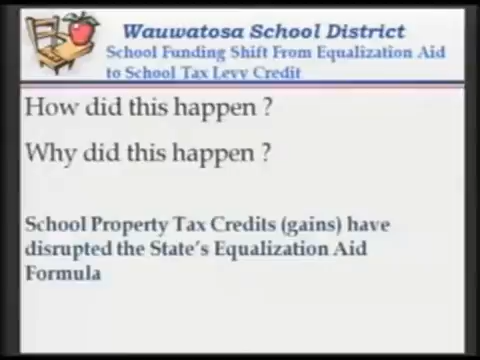 Wauwatosa School District
School Funding Shift From Equalization Aid
to School Tax Levy Credit
How did this happen ?
Why did this happen ?
School Property Tax Credits (gains) have
disrupted the State's Equalization Aid
Formula